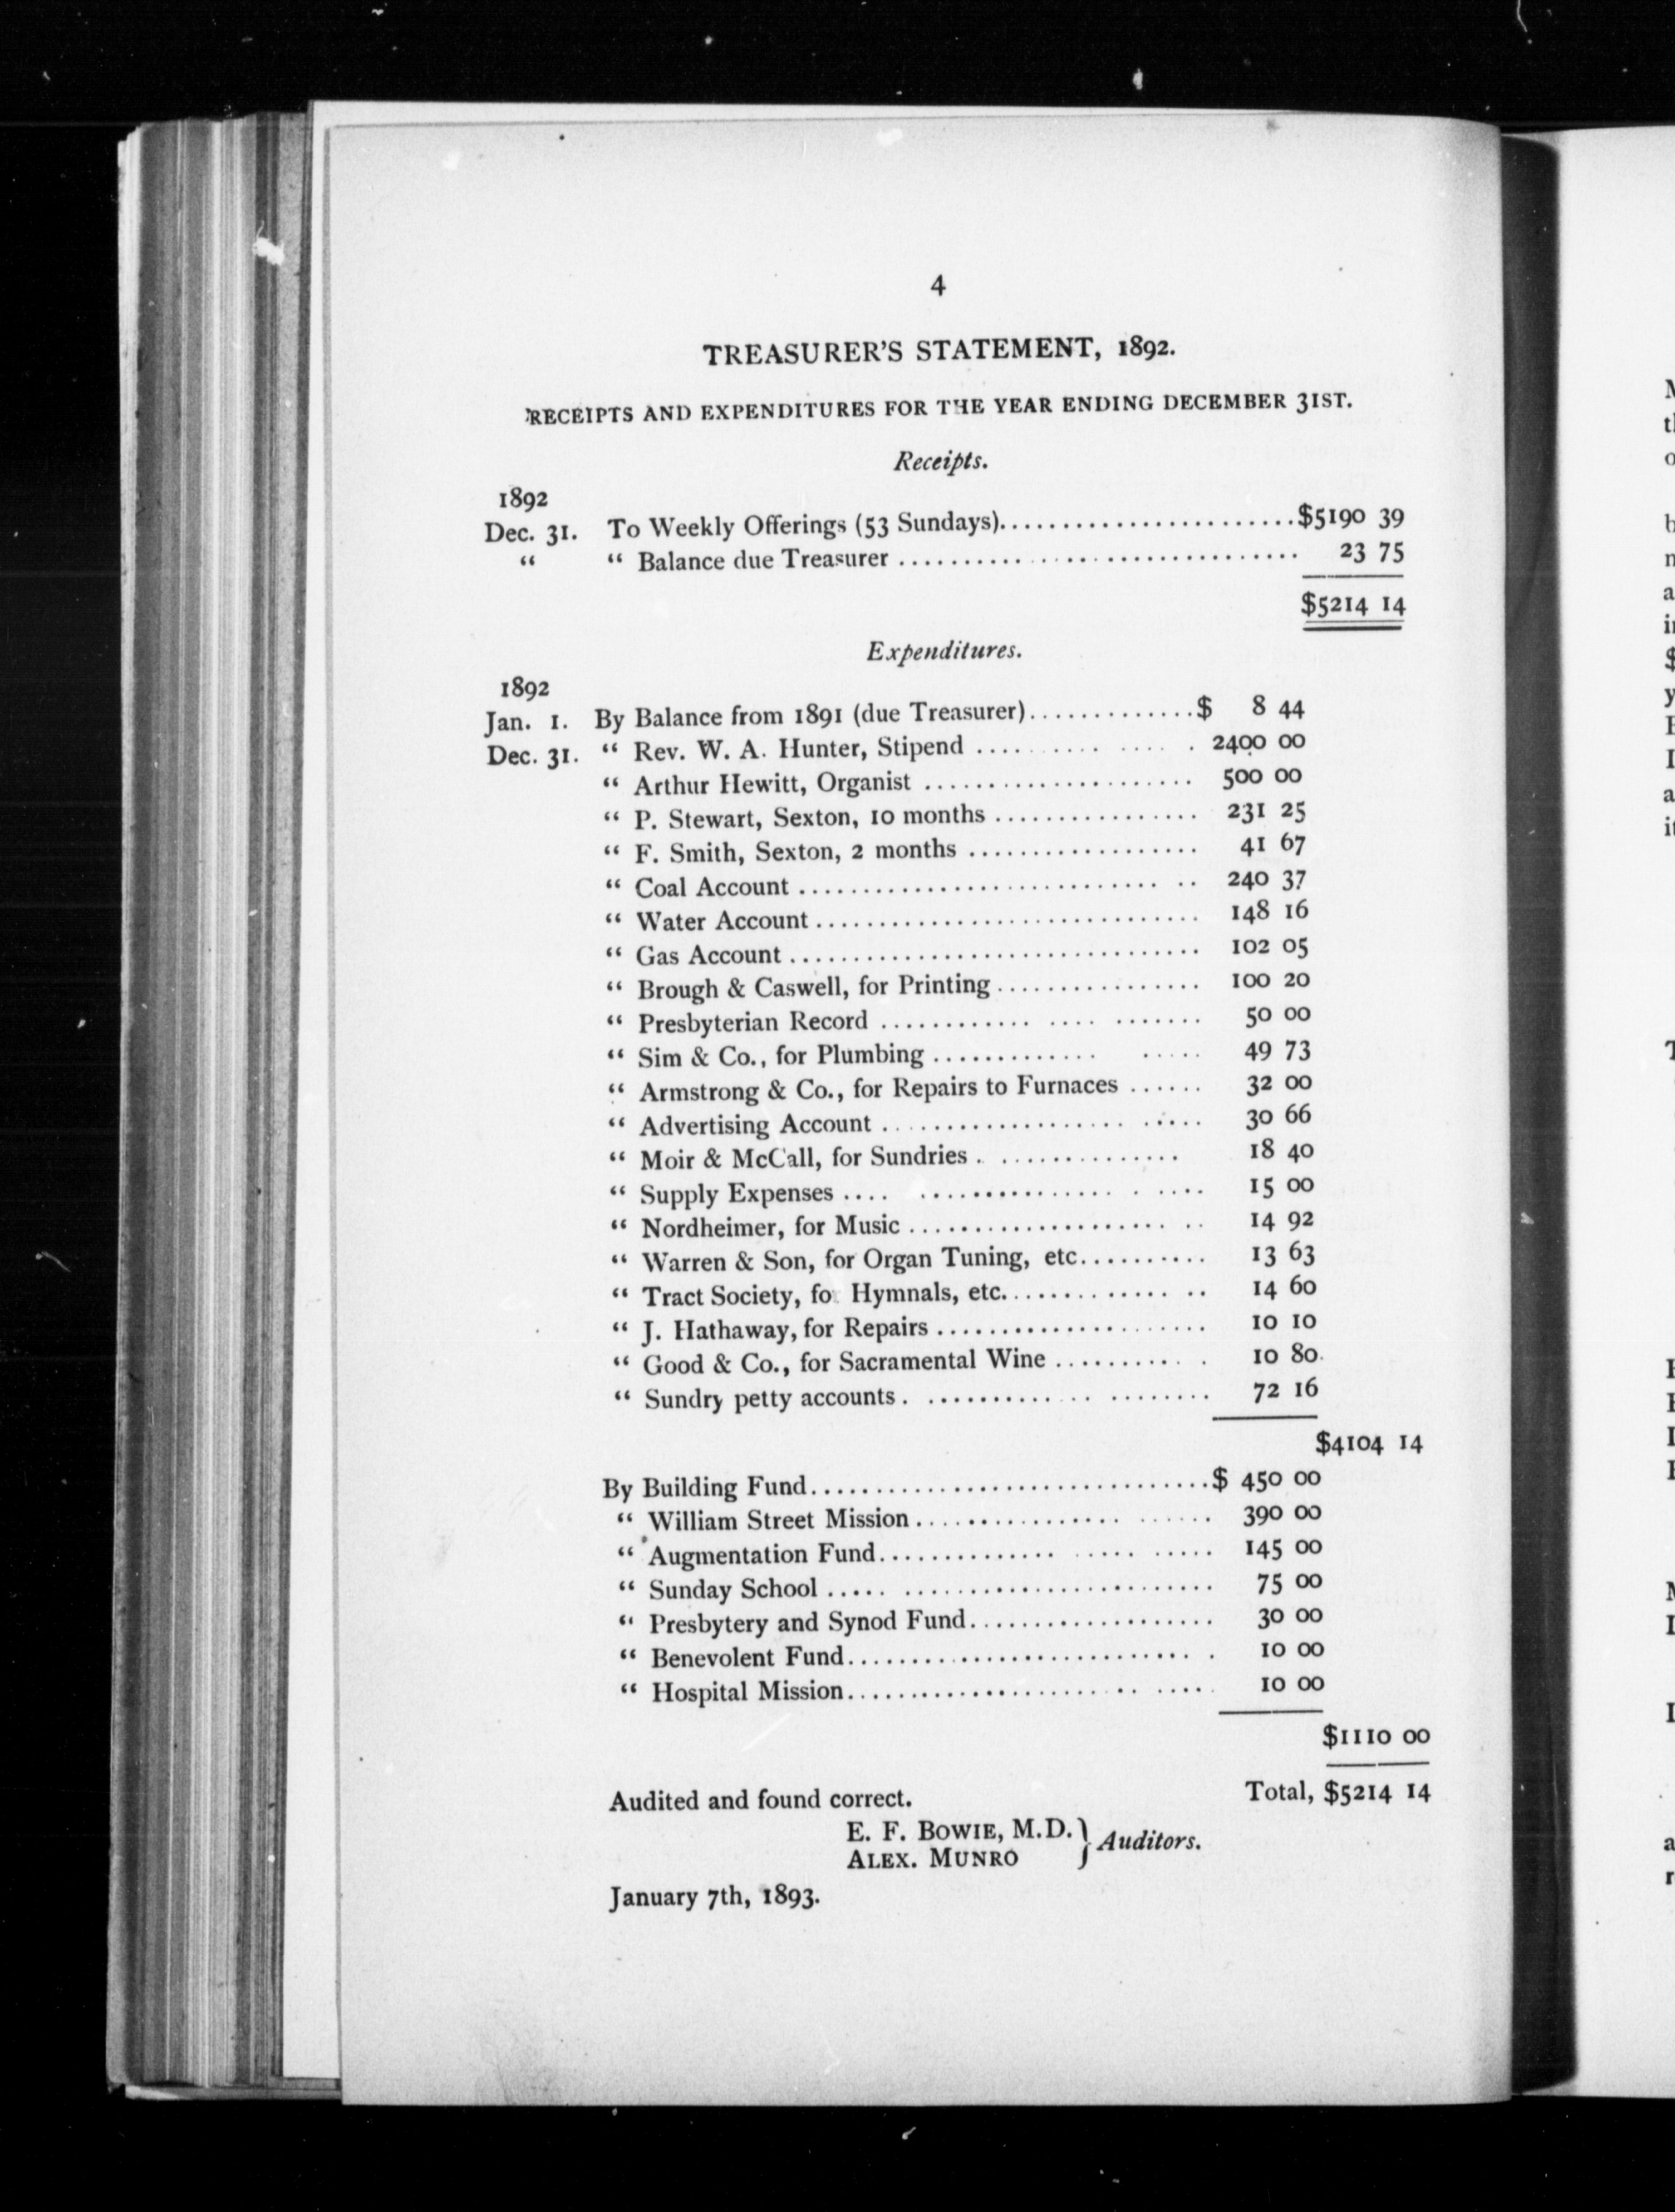 4
TREASURER'S STATEMENT, 1892.
RECEIPTS AND EXPENDITURES FOR THE YEAR ENDING DECEMBER 31ST.
Receipts.
1892
Dec. 31. To Weekly Offerings (53 Sundays)........................$5190 39
“ “ Balance due Treasurer ................................ 23 75
$5214 14
Expenditures.
1892
Jan. 1. By Balance from 1891 (due Treasurer).............$ 8 44
Dec. 31. “ Rev. W. A. Hunter, Stipend .................. 2400 00
“ Arthur Hewitt, Organist ..................... 500 00
“ P. Stewart, Sexton, 10 months ................ 231 25
“ F. Smith, Sexton, 2 months .................. 41 67
“ Coal Account .............................. 240 37
“ Water Account.............................. 148 16
“ Gas Account................................ 102 05
“ Brough & Caswell, for Printing................ 100 20
“ Presbyterian Record ......................... 50 00
“ Sim & Co., for Plumbing .................... 49 73
“ Armstrong & Co., for Repairs to Furnaces ...... 32 00
“ Advertising Account ........................ 30 66
“ Moir & McCall, for Sundries ................ 18 40
“ Supply Expenses .......................... 15 00
“ Nordheimer, for Music ...................... 14 92
“ Warren & Son, for Organ Tuning, etc.......... 13 63
“ Tract Society, for Hymnals, etc................ 14 60
“ J. Hathaway, for Repairs ..................... 10 10
“ Good & Co., for Sacramental Wine ............ 10 80
“ Sundry petty accounts....................... 72 16
$4104 14
By Building Fund................................$ 450 00
“ William Street Mission....................... 390 00
“ Augmentation Fund......................... 145 00
“ Sunday School ............................. 75 00
“ Presbytery and Synod Fund................... 30 00
“ Benevolent Fund............................ 10 00
“ Hospital Mission............................ 10 00
$1110 00
Audited and found correct. Total, $5214 14
E. F. BOWIE, M.D. } Auditors.
ALEX. MUNRO
January 7th, 1893.